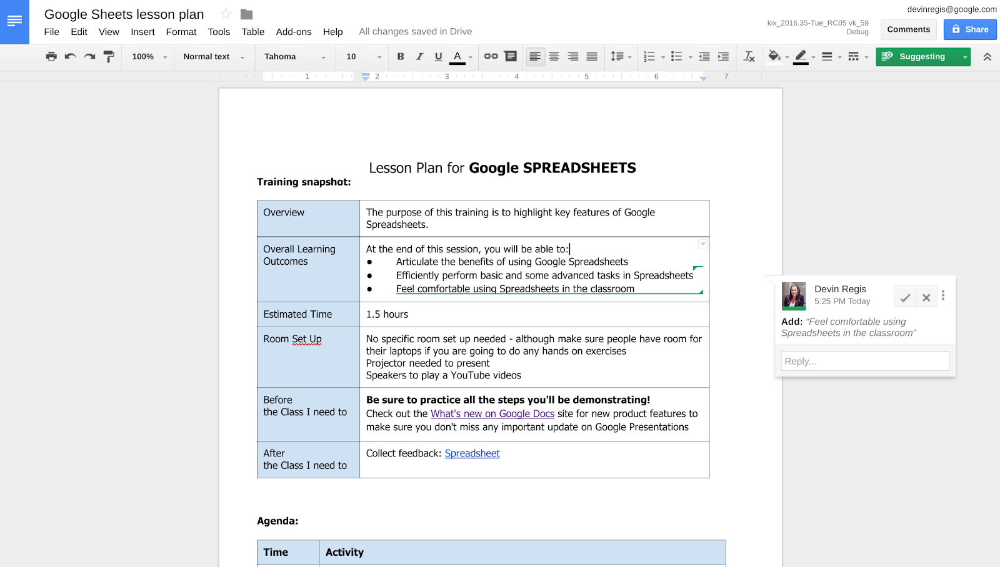 Google Sheets lesson plan
devinregis@google.com
File Edit View Insert Format Tools Table Add-ons Help All changes saved in Drive
kix_2016.35-Tue_RC05 vk_59
Debug
Comments
Share
100% Normal text Tahoma 10 B I U A Suggesting
1 2 3 4 5 6 7
Lesson Plan for Google SPREADSHEETS
Training snapshot:
Overview
The purpose of this training is to highlight key features of Google
Spreadsheets.
Overall Learning
Outcomes
At the end of this session, you will be able to:
● Articulate the benefits of using Google Spreadsheets
● Efficiently perform basic and some advanced tasks in Spreadsheets
● Feel comfortable using Spreadsheets in the classroom
Estimated Time
1.5 hours
Room Set Up
No specific room set up needed - although make sure people have room for
their laptops if you are going to do any hands on exercises
Projector needed to present
Speakers to play a YouTube videos
Before
the Class I need to
Be sure to practice all the steps you'll be demonstrating!
Check out the What's new on Google Docs site for new product features to
make sure you don't miss any important update on Google Presentations
After
the Class I need to
Collect feedback: Spreadsheet
Agenda:
Time Activity
Devin Regis
5:25 PM Today
Add: “Feel comfortable using
Spreadsheets in the classroom”
Reply...